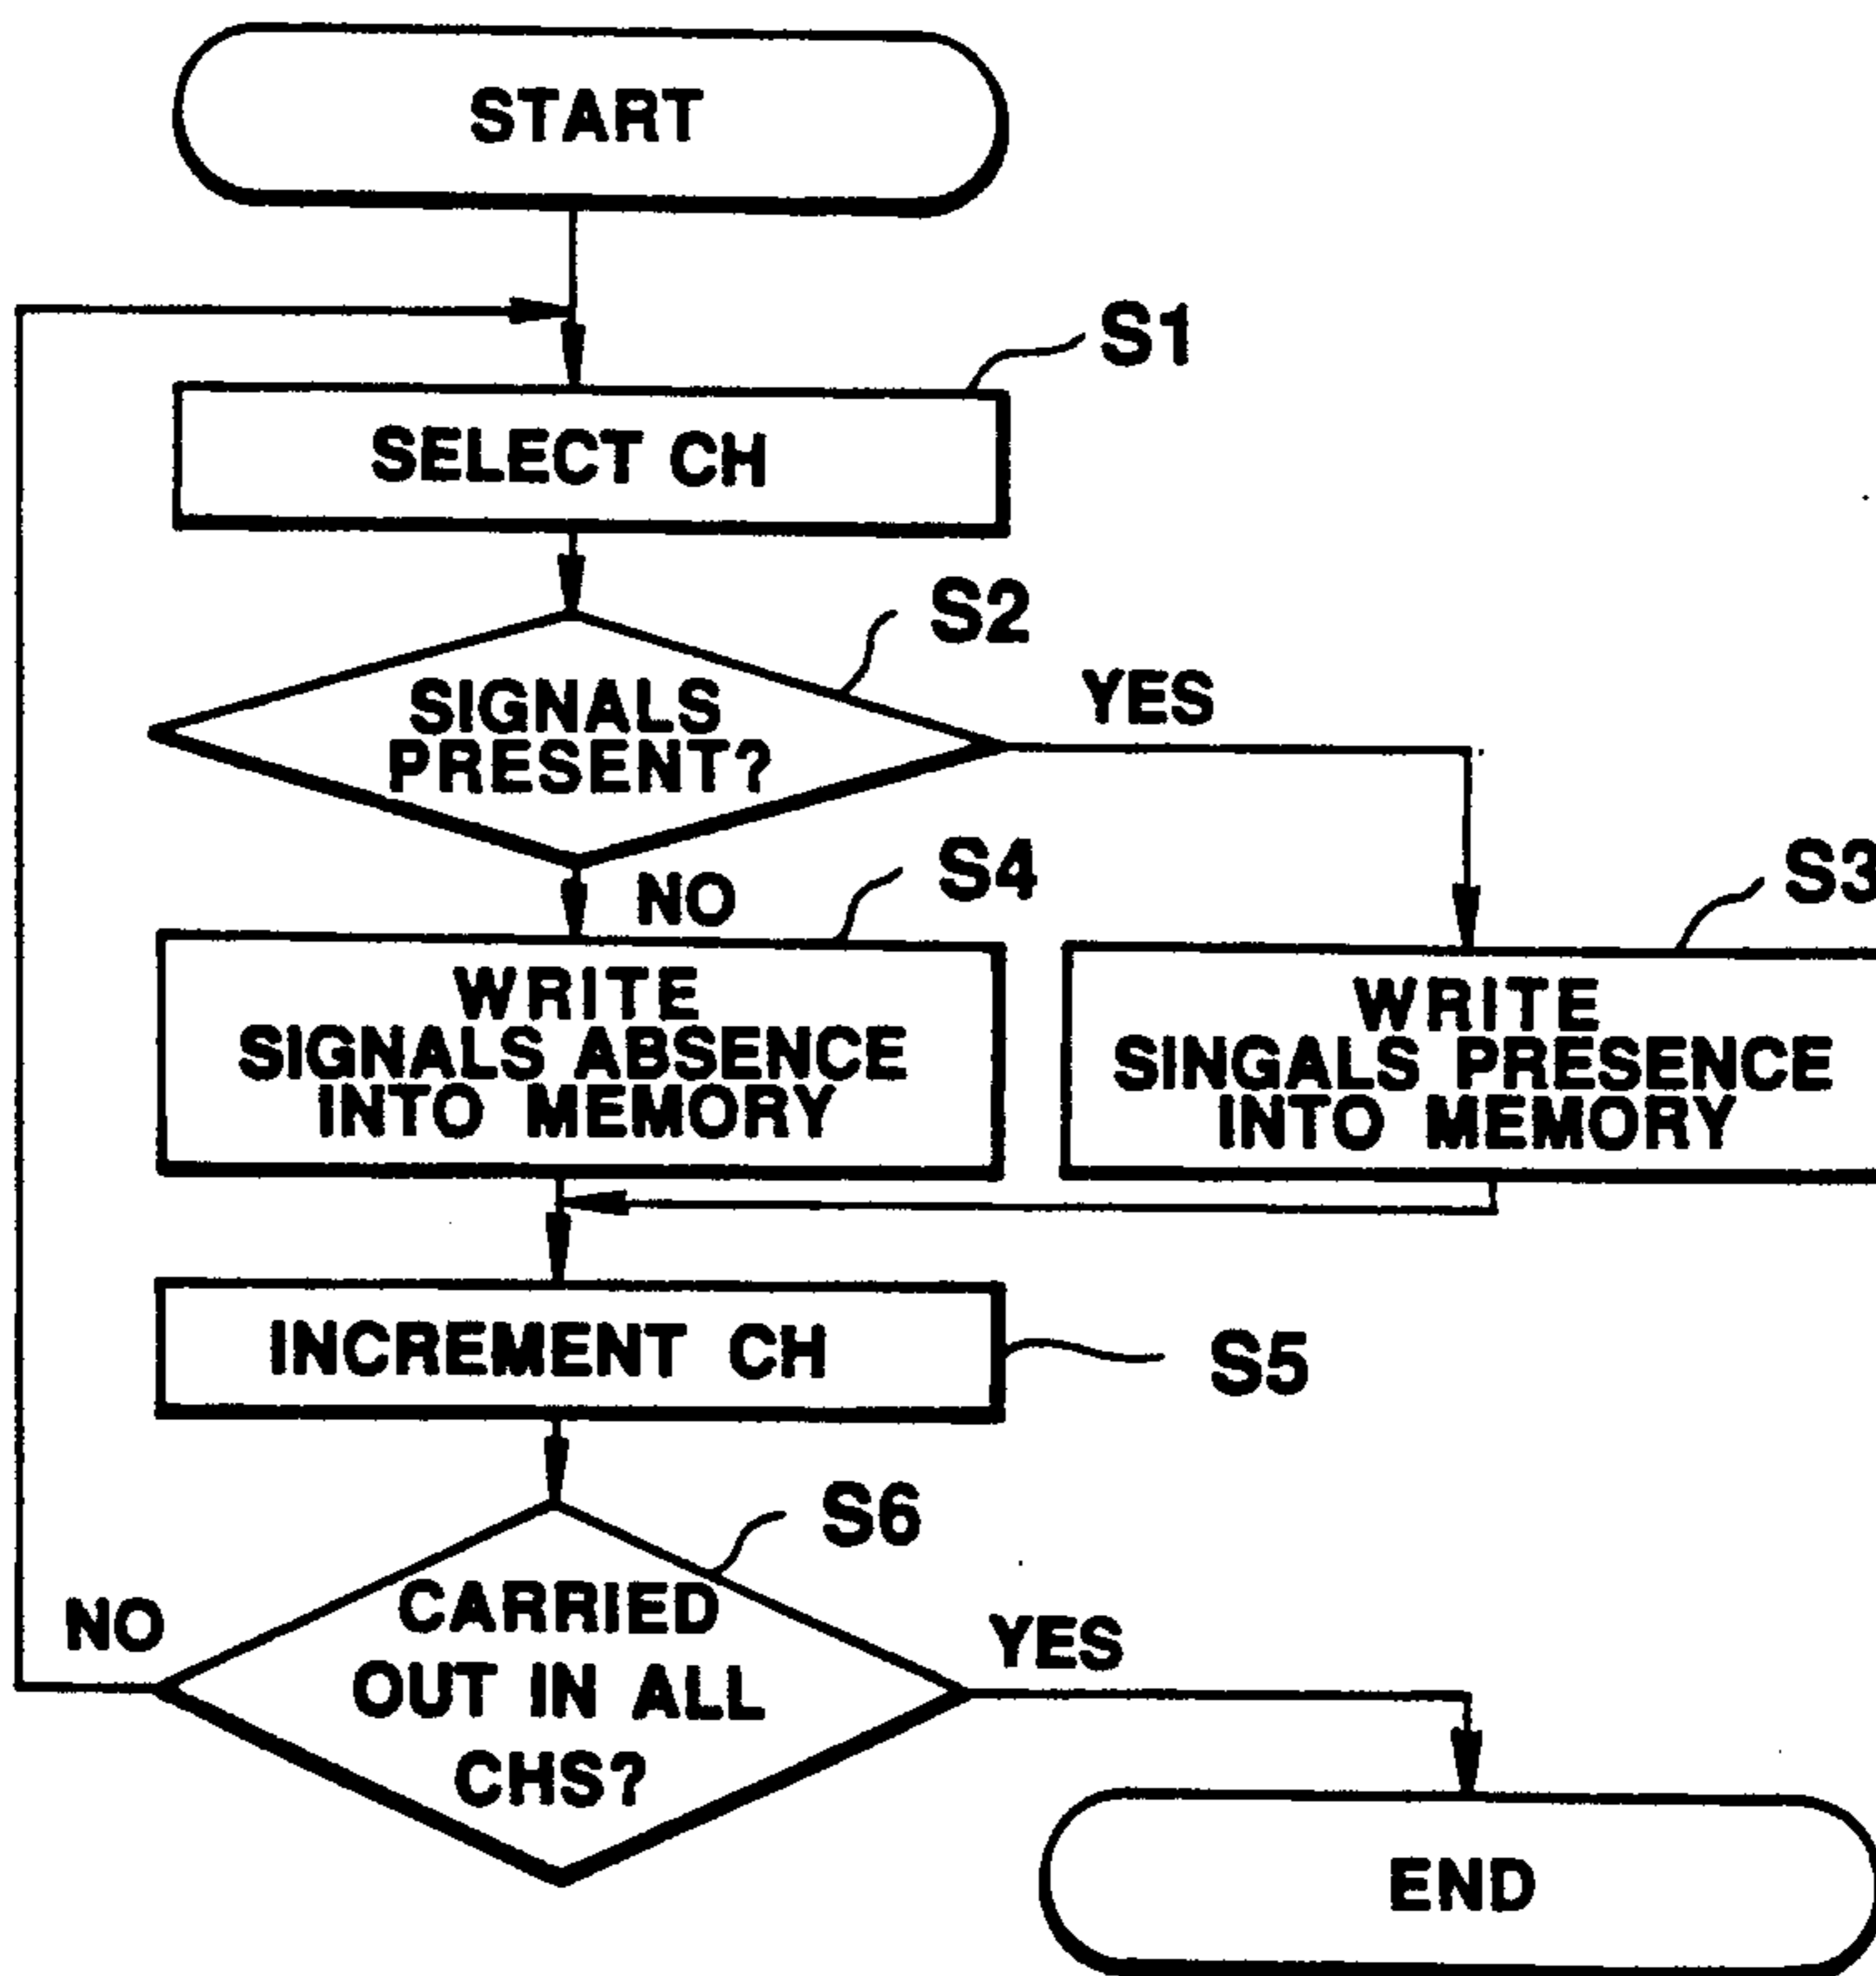 START
S1
SELECT CH
S2
SIGNALS
PRESENT?
YES
NO
S4
S3
WRITE
SIGNALS ABSENCE
INTO MEMORY
WRITE
SINGALS PRESENCE
INTO MEMORY
INCREMENT CH
S5
S6
CARRIED
OUT IN ALL
CHS?
NO
YES
END